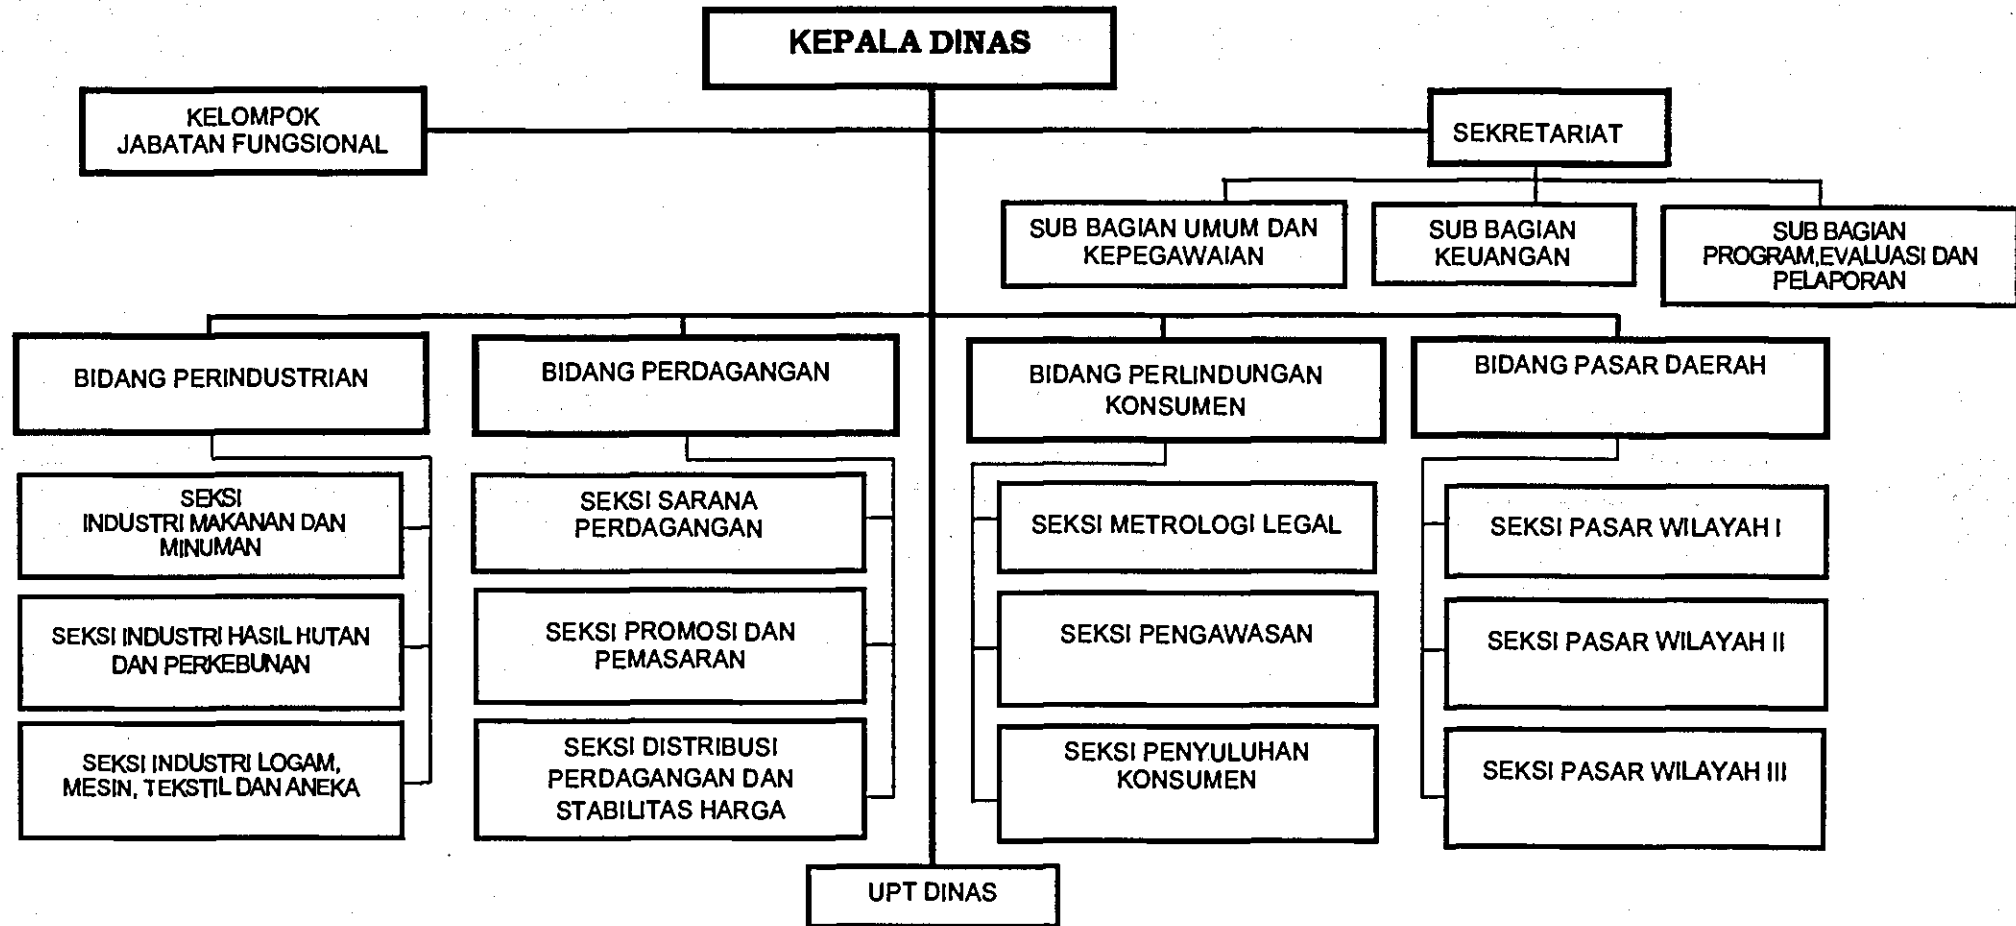 KEPALA DINAS
KELOMPOK
JABATAN FUNGSIONAL
SEKRETARIAT
SUB BAGIAN UMUM DAN
KEPEGAWAIAN
SUB BAGIAN
KEUANGAN
SUB BAGIAN
PROGRAM,EVALUASI DAN
PELAPORAN
BIDANG PERINDUSTRIAN
BIDANG PERDAGANGAN
BIDANG PERLINDUNGAN
KONSUMEN
BIDANG PASAR DAERAH
SEKSI
INDUSTRI MAKANAN DAN
MINUMAN
SEKSI SARANA
PERDAGANGAN
SEKSI METROLOGI LEGAL
SEKSI PASAR WILAYAH I
SEKSI INDUSTRI HASIL HUTAN
DAN PERKEBUNAN
SEKSI PROMOSI DAN
PEMASARAN
SEKSI PENGAWASAN
SEKSI PASAR WILAYAH II
SEKSI INDUSTRI LOGAM,
MESIN, TEKSTIL DAN ANEKA
SEKSI DISTRIBUSI
PERDAGANGAN DAN
STABILITAS HARGA
SEKSI PENYULUHAN
KONSUMEN
SEKSI PASAR WILAYAH III
UPT DINAS